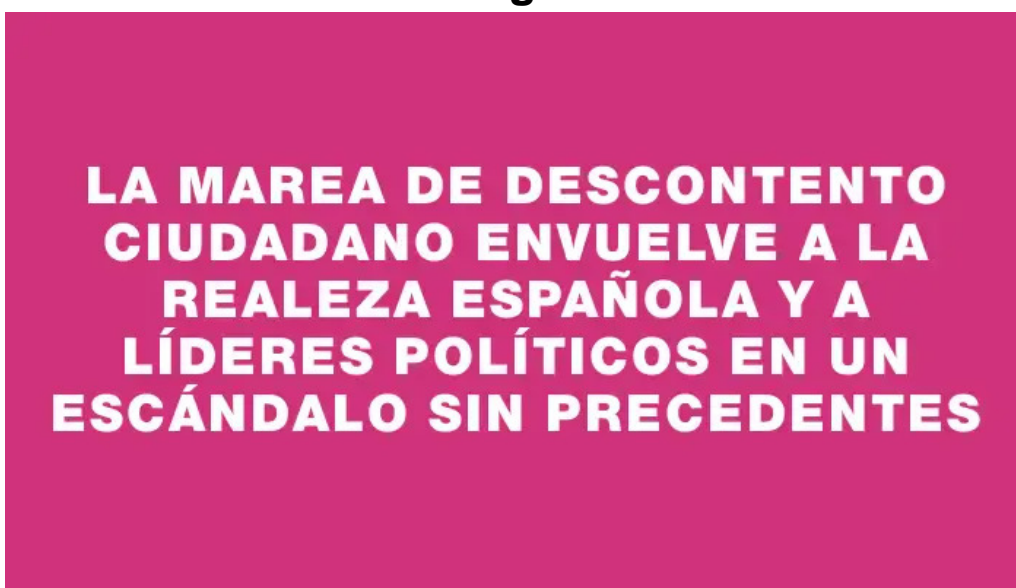 LA MAREA DE DESCONTENTO
CIUDADANO ENVUELVE A LA
REALEZA ESPAÑOLA Y A
LÍDERES POLÍTICOS EN UN
ESCÁNDALO SIN PRECEDENTES